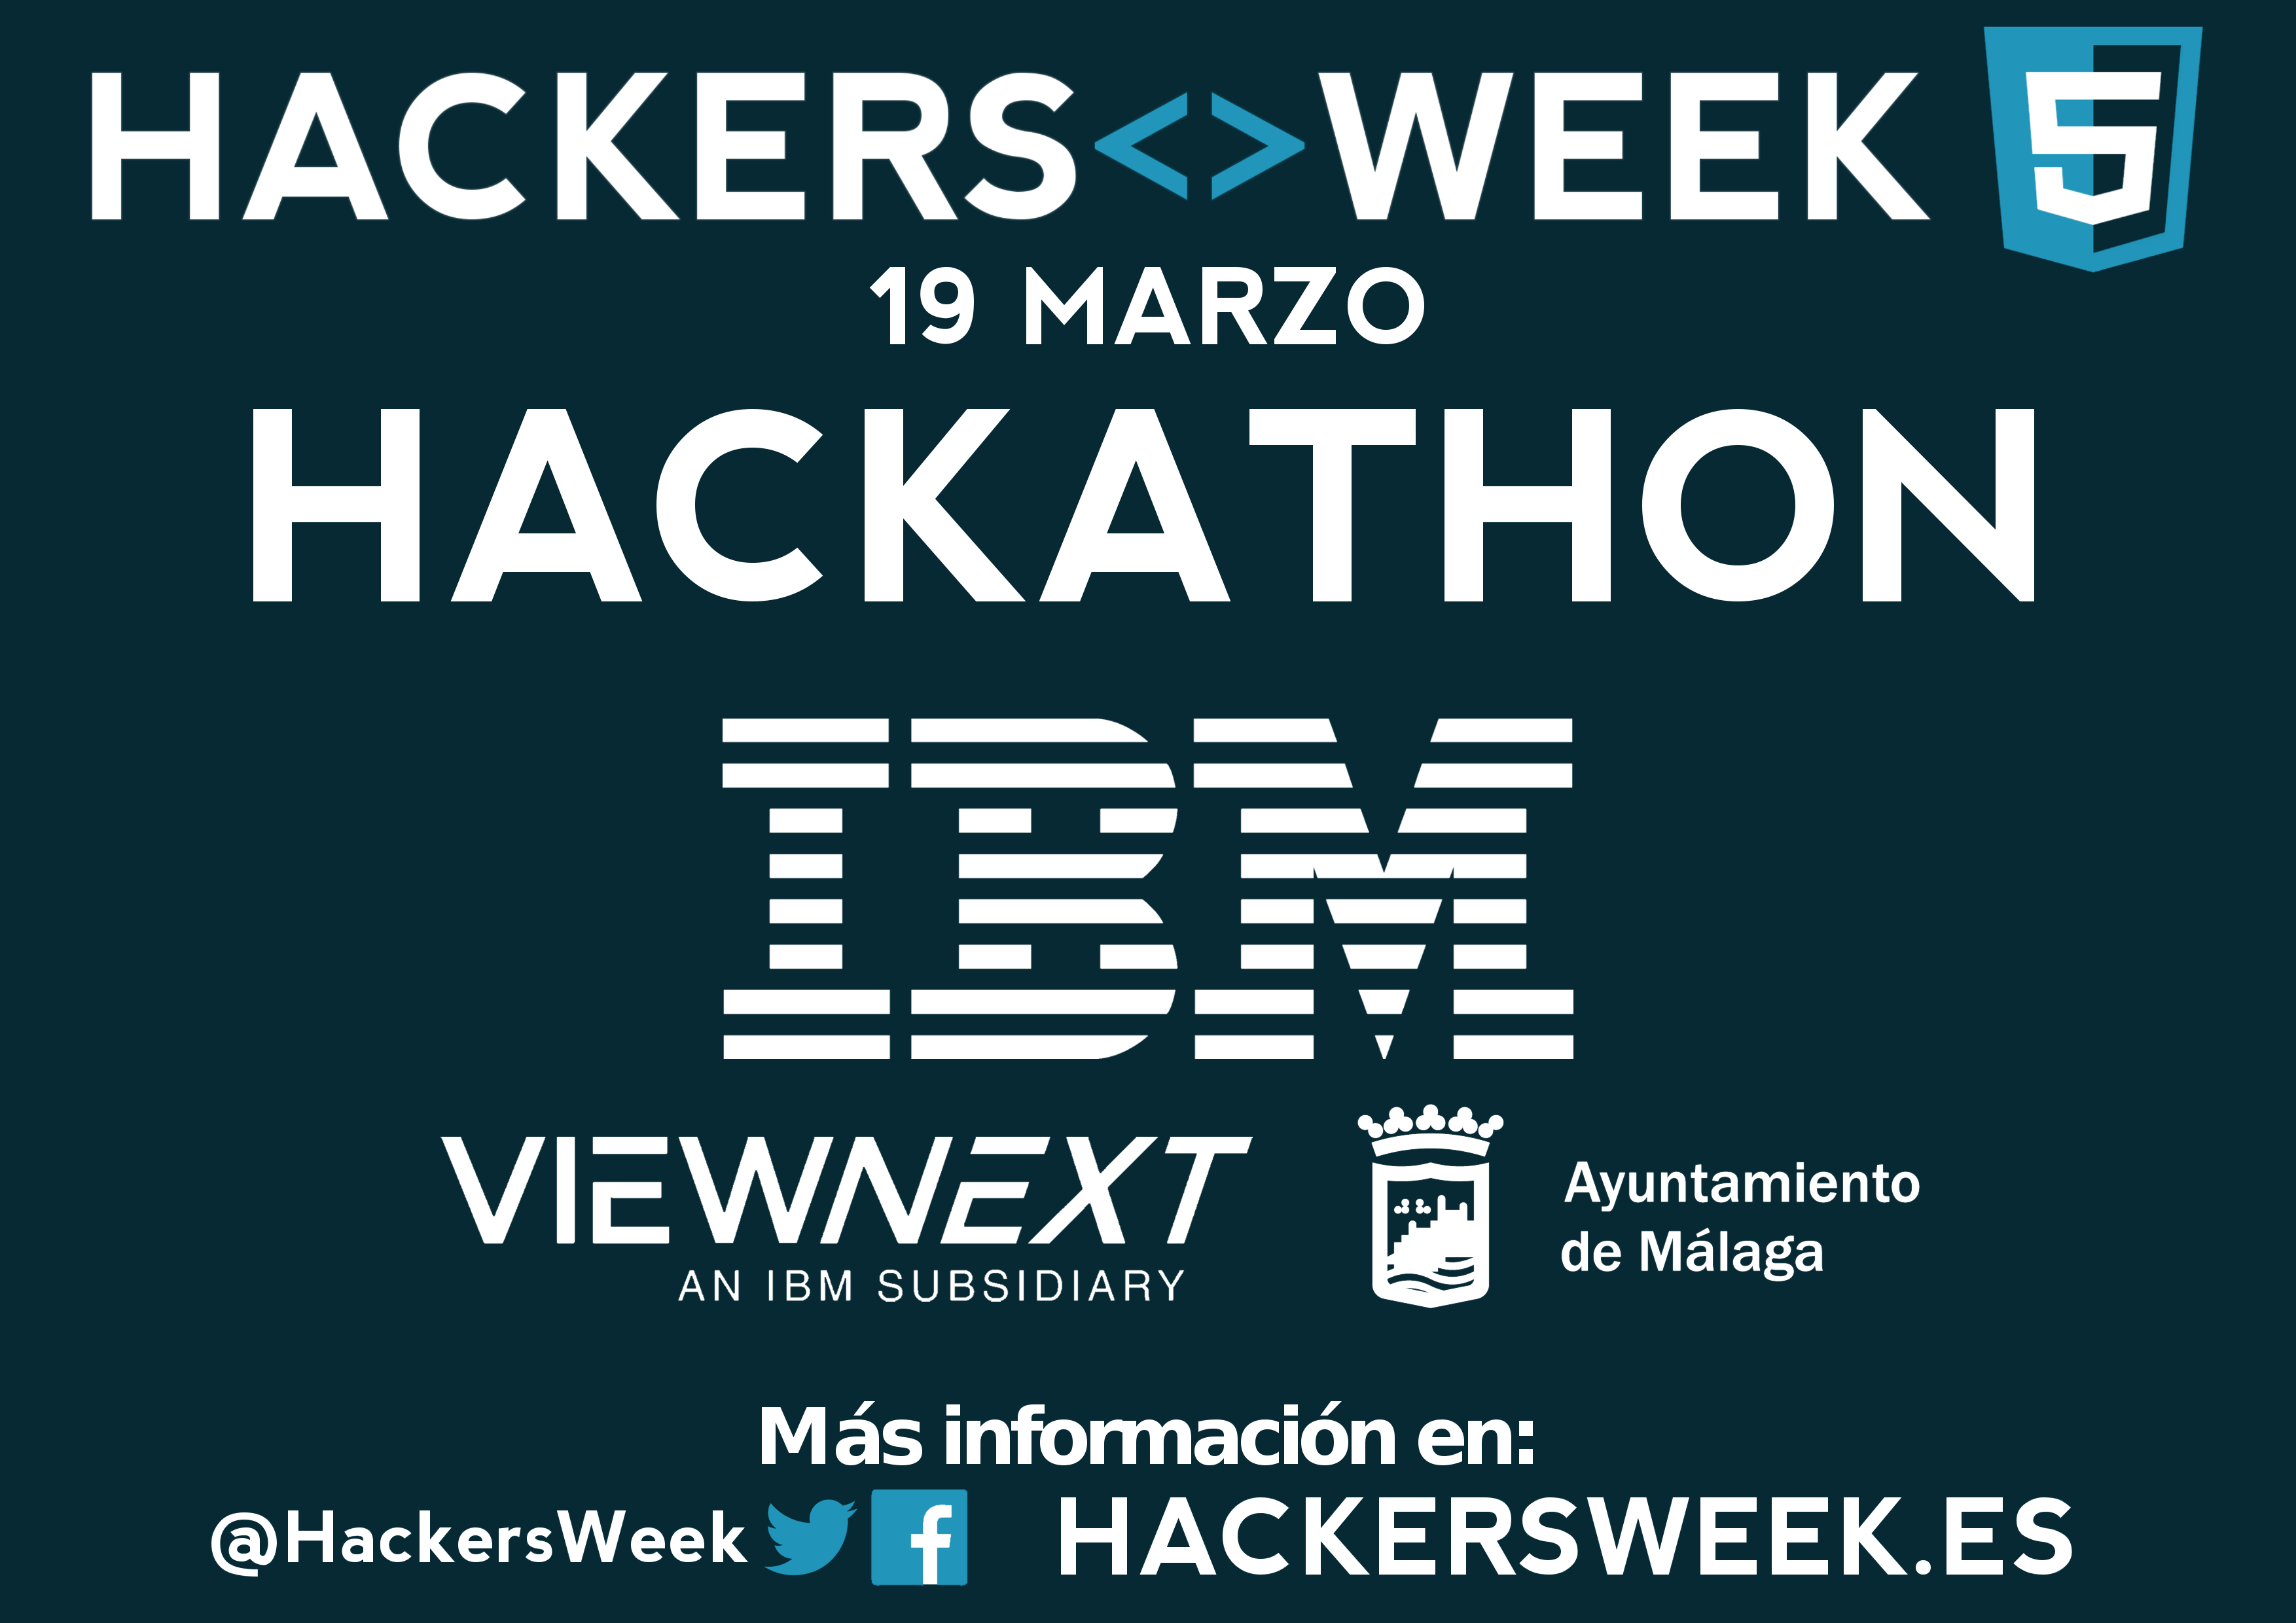 HACKERS<>WEEK 5
19 MARZO
HACKATHON
IBM
VIEWNEXT
AN IBM SUBSIDIARY
Ayuntamiento
de Málaga
Más información en:
@HackersWeek f HACKERSWEEK.ES